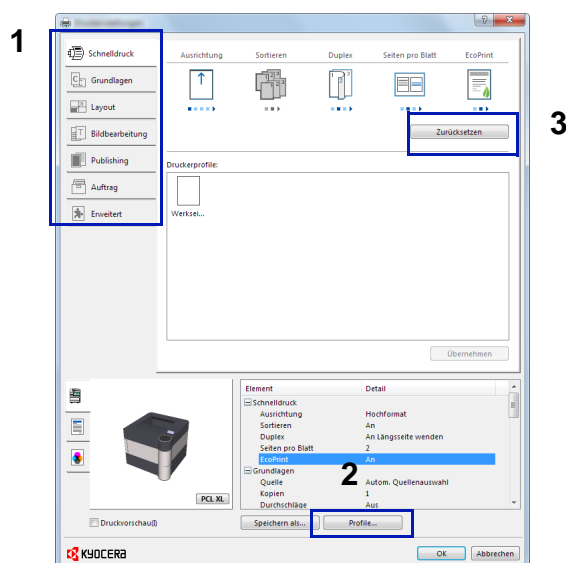 1
Schnelldruck
Grundlagen
Layout
Bildbearbeitung
Publishing
Auftrag
Erweitert
Ausrichtung Sortieren Duplex Seiten pro Blatt EcoPrint
Zurücksetzen
3
Druckerprofile:
Werksei...
Übernehmen
Element Detail
Schnelldruck
Ausrichtung Hochformat
Sortieren An
Duplex An Längsseite wenden
Seiten pro Blatt 2
EcoPrint An
Grundlagen
Quelle Autom. Quellenauswahl
Kopien 1
Durchschläge Aus
2
PCL XL
Druckvorschau(I)
Speichern als... Profile...
KYOCERA
OK Abbrechen